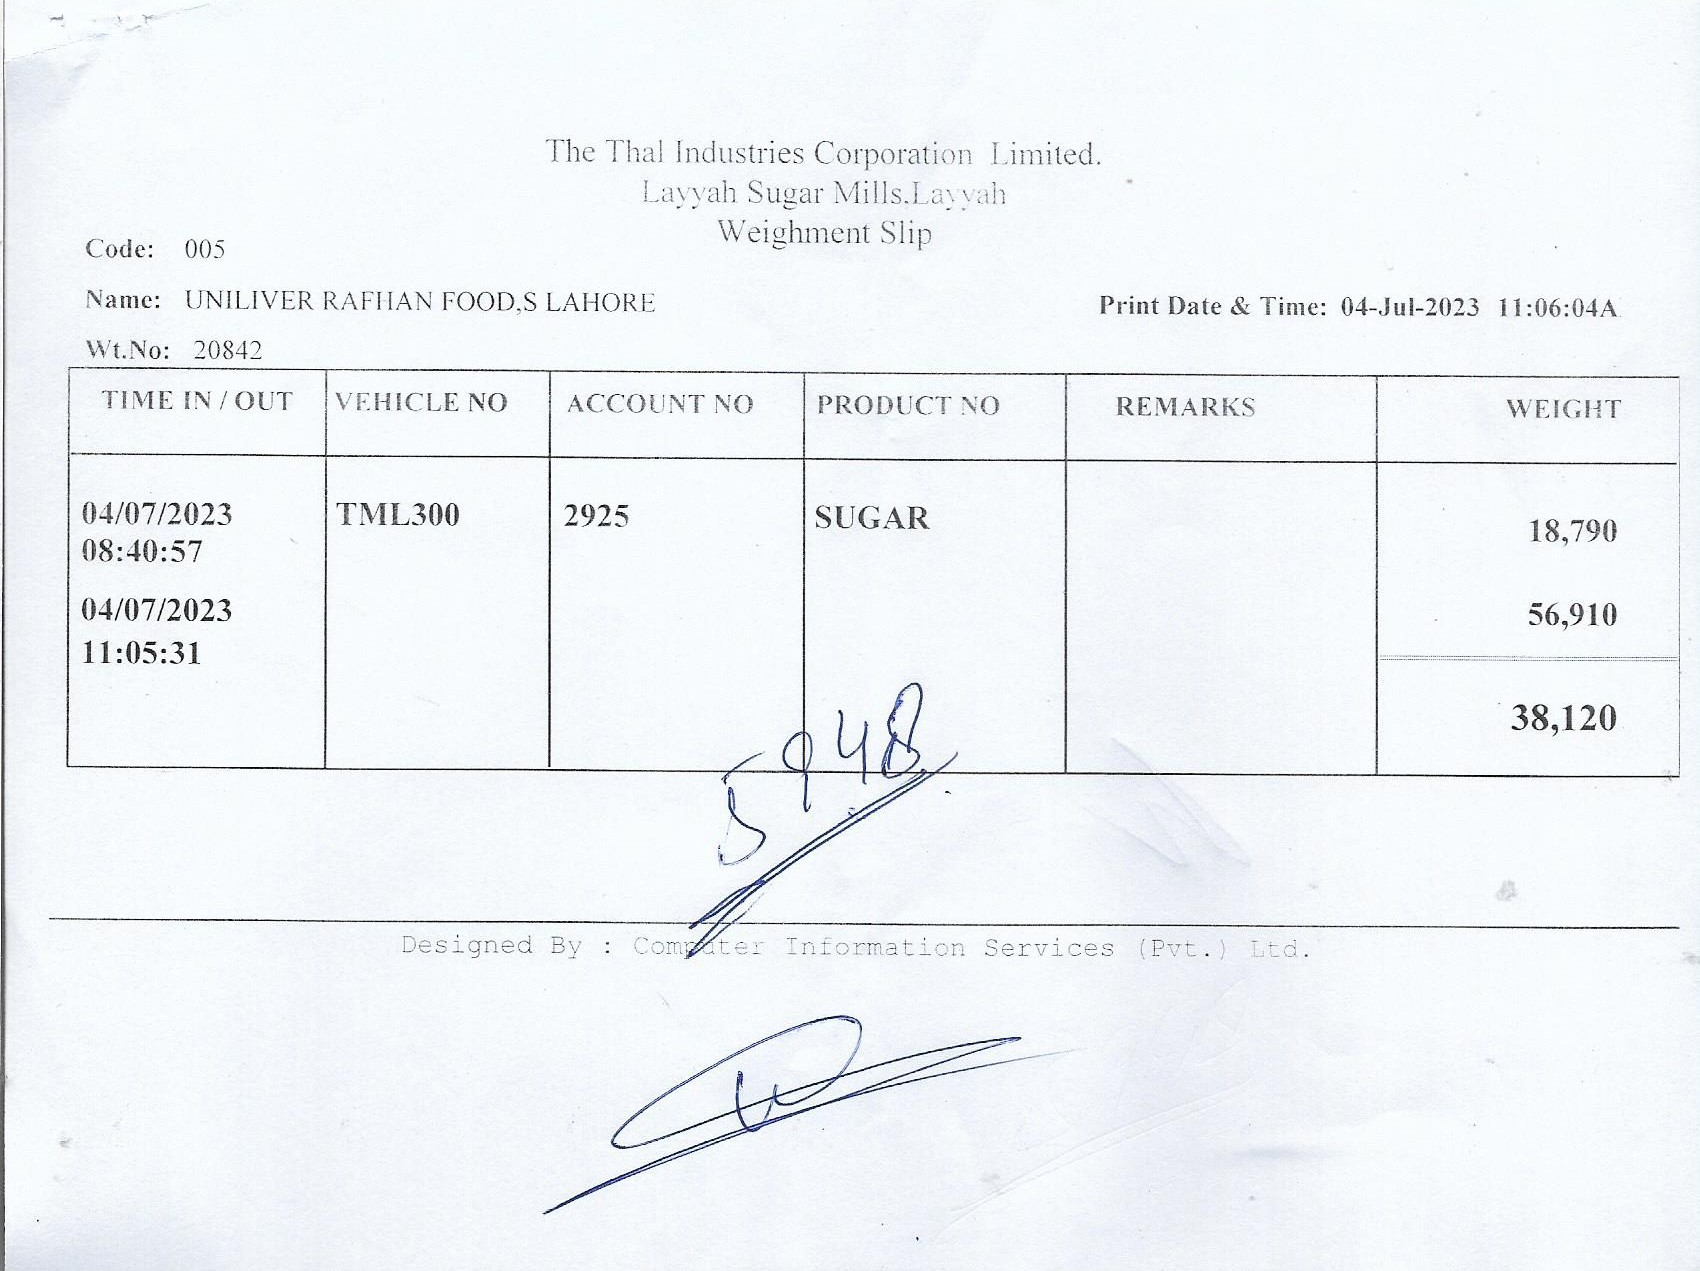 The Thal Industries Corporation Limited.
Layyah Sugar Mills.Layyah
Weighment Slip
Code: 005
Name: UNILIVER RAFHAN FOOD,S LAHORE
Print Date & Time: 04-Jul-2023 11:06:04A
Wt.No: 20842
TIME IN / OUT VEHICLE NO ACCOUNT NO PRODUCT NO REMARKS WEIGHT
04/07/2023 TML300 2925 SUGAR 18,790
08:40:57
04/07/2023 56,910
11:05:31
38,120
5948
Designed By : Computer Information Services (Pvt.) Ltd.